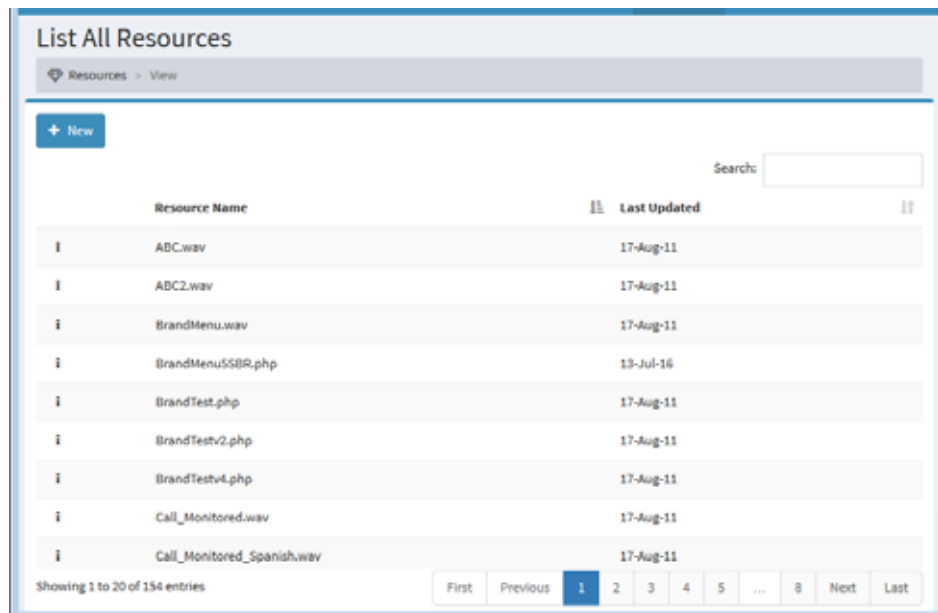 List All Resources
Resources > View
+ New
Search:
Resource Name Last Updated
ABC.wav 17-Aug-11
ABC2.wav 17-Aug-11
BrandMenu.wav 17-Aug-11
BrandMenuSSBR.php 13-Jul-16
BrandTest.php 17-Aug-11
BrandTestv2.php 17-Aug-11
BrandTestv4.php 17-Aug-11
Call_Monitored.wav 17-Aug-11
Call_Monitored_Spanish.wav 17-Aug-11
Showing 1 to 20 of 154 entries First Previous 1 2 3 4 5 ... 8 Next Last